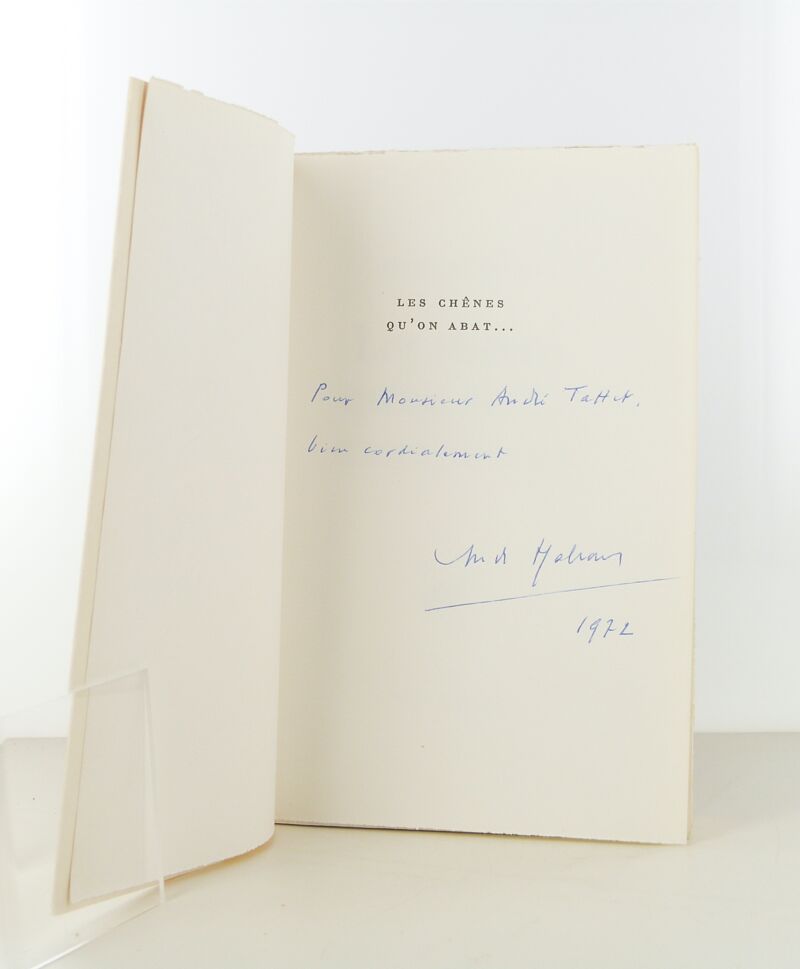 LES CHÊNES
QU'ON ABAT...
Pour Monsieur André Tattet,
bien cordialement
André Malraux
1972